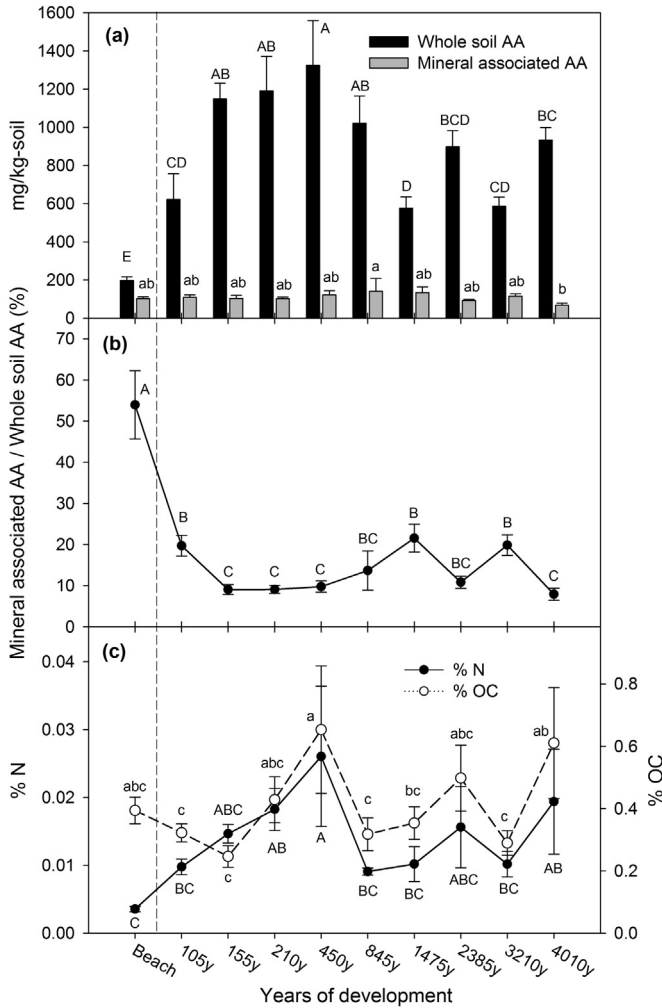 (a)
Whole soil AA
Mineral associated AA
mg/kg-soil
1600
1400
1200
1000
800
600
400
200
0
E
CD
AB
AB
A
AB
D
BCD
CD
BC
ab
ab
ab
ab
ab
a
ab
ab
ab
b
(b)
Mineral associated AA / Whole soil AA (%)
70
60
50
40
30
20
10
0
A
B
C
C
C
BC
B
BC
B
C
(c)
% N
% OC
% N
0.04
0.03
0.02
0.01
0.00
% OC
0.8
0.6
0.4
0.2
0.0
abc
c
c
abc
a
c
bc
abc
c
ab
C
BC
ABC
AB
A
BC
BC
ABC
BC
AB
Beach
105y
155y
210y
450y
845y
1475y
2385y
3210y
4010y
Years of development